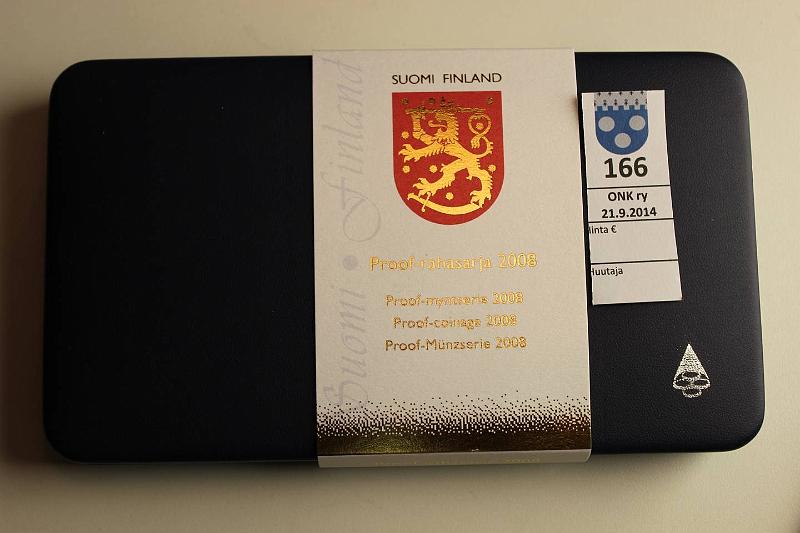 SUOMI FINLAND
Suomi • Finland
Proof-rahasarja 2008
Proof-myntserie 2008
Proof-coinage 2008
Proof-Münzserie 2008
166
ONK ry
21.9.2014
Hinta €
Huutaja